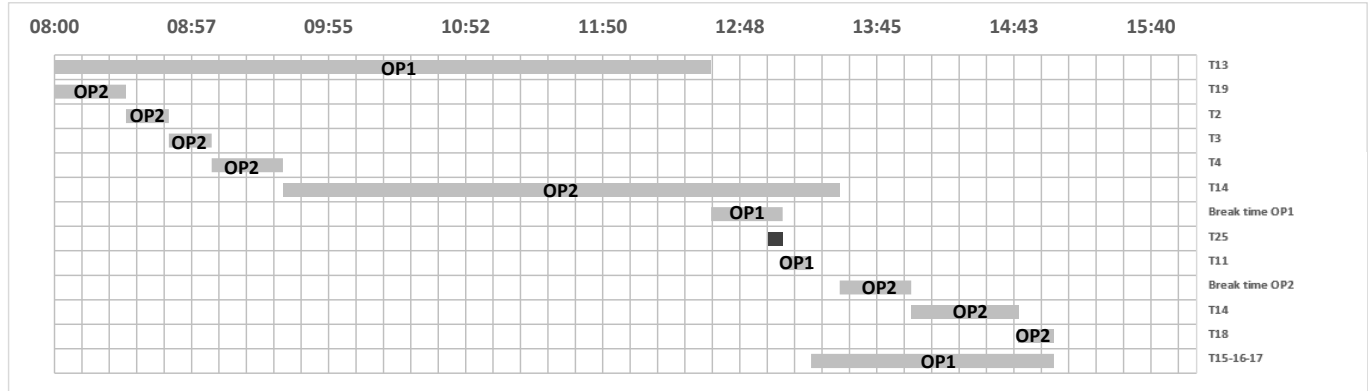 08:00 08:57 09:55 10:52 11:50 12:48 13:45 14:43 15:40
OP1 T13
OP2 T19
OP2 T2
OP2 T3
OP2 T4
OP2 T14
OP1 Break time OP1
T25
OP1 T11
OP2 Break time OP2
OP2 T14
OP2 T18
OP1 T15-16-17